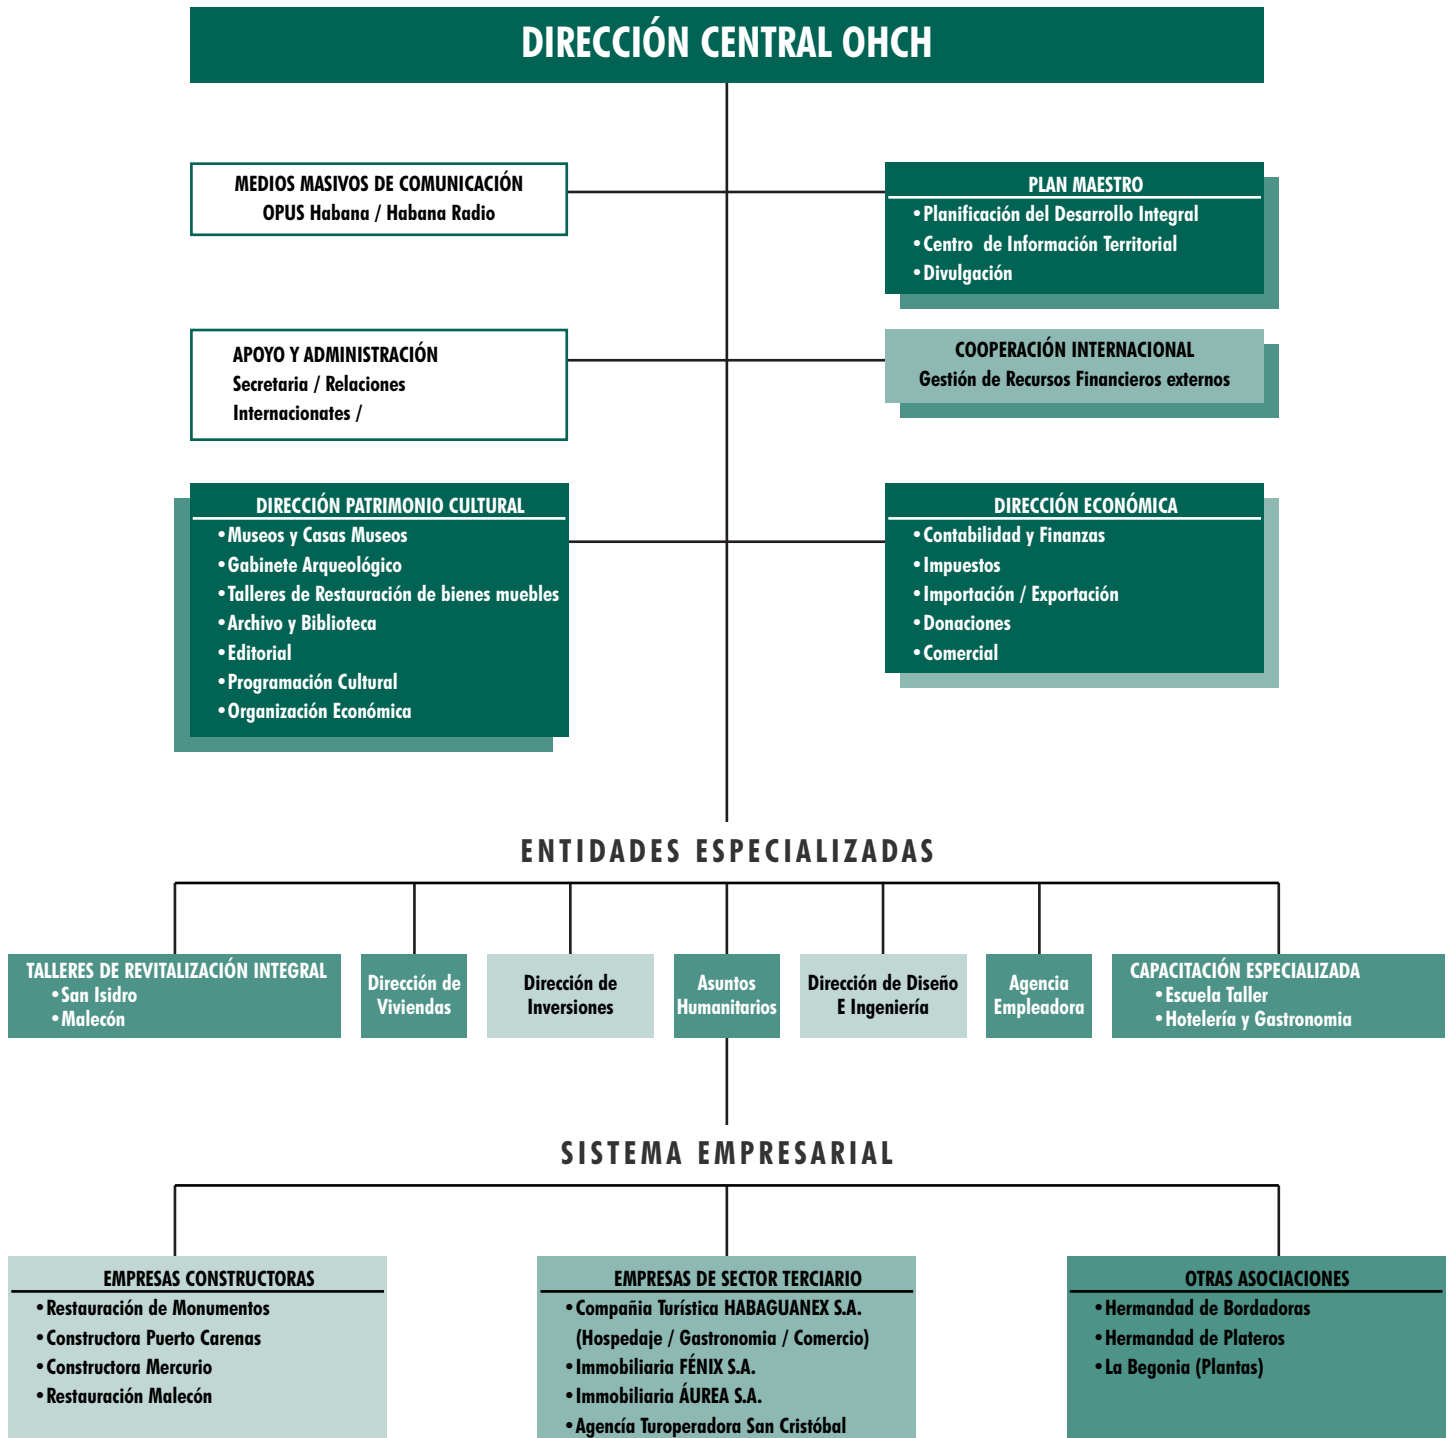 DIRECCIÓN CENTRAL OHCH
MEDIOS MASIVOS DE COMUNICACIÓN
OPUS Habana / Habana Radio
PLAN MAESTRO
•Planificación del Desarrollo Integral
•Centro de Información Territorial
•Divulgación
APOYO Y ADMINISTRACIÓN
Secretaria / Relaciones
Internacionates /
COOPERACIÓN INTERNACIONAL
Gestión de Recursos Financieros externos
DIRECCIÓN PATRIMONIO CULTURAL
•Museos y Casas Museos
•Gabinete Arqueológico
•Talleres de Restauración de bienes muebles
•Archivo y Biblioteca
•Editorial
•Programación Cultural
•Organización Económica
DIRECCIÓN ECONÓMICA
•Contabilidad y Finanzas
•Impuestos
•Importación / Exportación
•Donaciones
•Comercial
ENTIDADES ESPECIALIZADAS
TALLERES DE REVITALIZACIÓN INTEGRAL
•San Isidro
•Malecón
Dirección de
Viviendas
Dirección de
Inversiones
Asuntos
Humanitarios
Dirección de Diseño
E Ingeniería
Agencia
Empleadora
CAPACITACIÓN ESPECIALIZADA
•Escuela Taller
•Hotelería y Gastronomia
SISTEMA EMPRESARIAL
EMPRESAS CONSTRUCTORAS
•Restauración de Monumentos
•Constructora Puerto Carenas
•Constructora Mercurio
•Restauración Malecón
EMPRESAS DE SECTOR TERCIARIO
•Compañia Turística HABAGUANEX S.A.
(Hospedaje / Gastronomia / Comercio)
•Immobiliaria FÉNIX S.A.
•Immobiliaria ÁUREA S.A.
•Agencía Turoperadora San Cristóbal
OTRAS ASOCIACIONES
•Hermandad de Bordadoras
•Hermandad de Plateros
•La Begonia (Plantas)